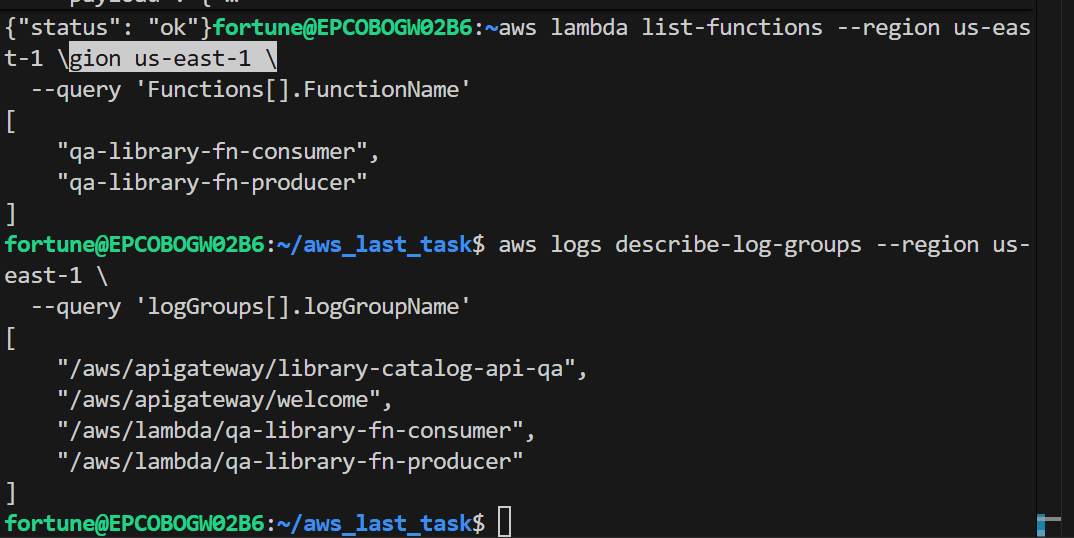 payload : { …
{"status": "ok"}fortune@EPCOBOGW02B6:~aws lambda list-functions --region us-eas
t-1 \gion us-east-1 \
  --query 'Functions[].FunctionName'
[
    "qa-library-fn-consumer",
    "qa-library-fn-producer"
]
fortune@EPCOBOGW02B6:~/aws_last_task$ aws logs describe-log-groups --region us-
east-1 \
  --query 'logGroups[].logGroupName'
[
    "/aws/apigateway/library-catalog-api-qa",
    "/aws/apigateway/welcome",
    "/aws/lambda/qa-library-fn-consumer",
    "/aws/lambda/qa-library-fn-producer"
]
fortune@EPCOBOGW02B6:~/aws_last_task$